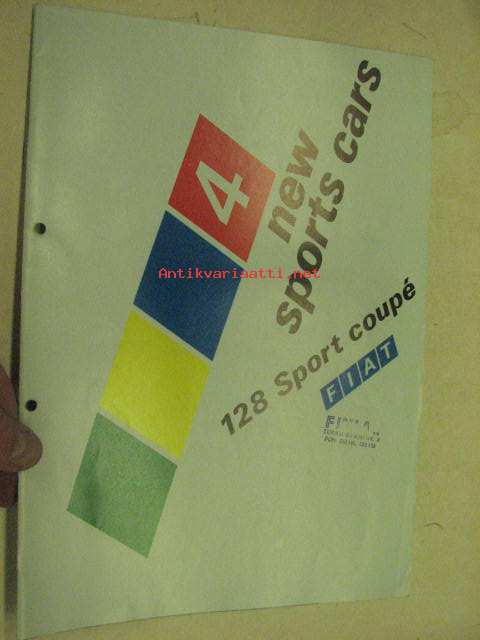 4
new
sports cars
128 Sport coupé
FIAT
Antikvariaatti.net